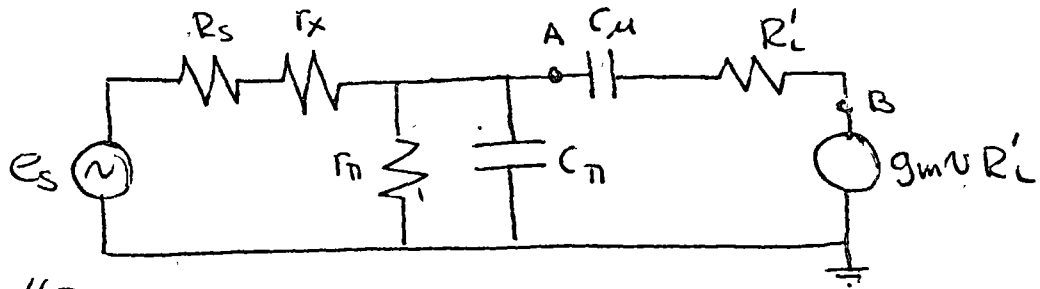 Rs rx A Cμ R'L
B
es rπ Cπ gmv R'L